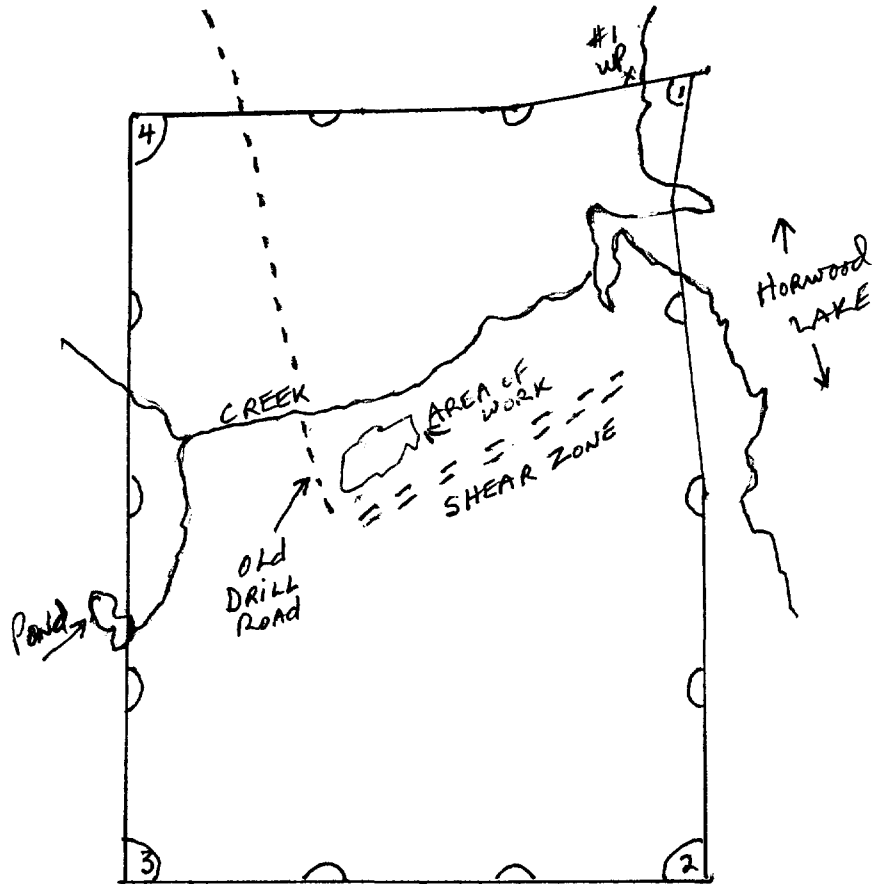 #1
WP
1
4
HORWOOD
LAKE
CREEK
AREA OF
WORK
SHEAR ZONE
OLD
DRILL
ROAD
POND
3
2